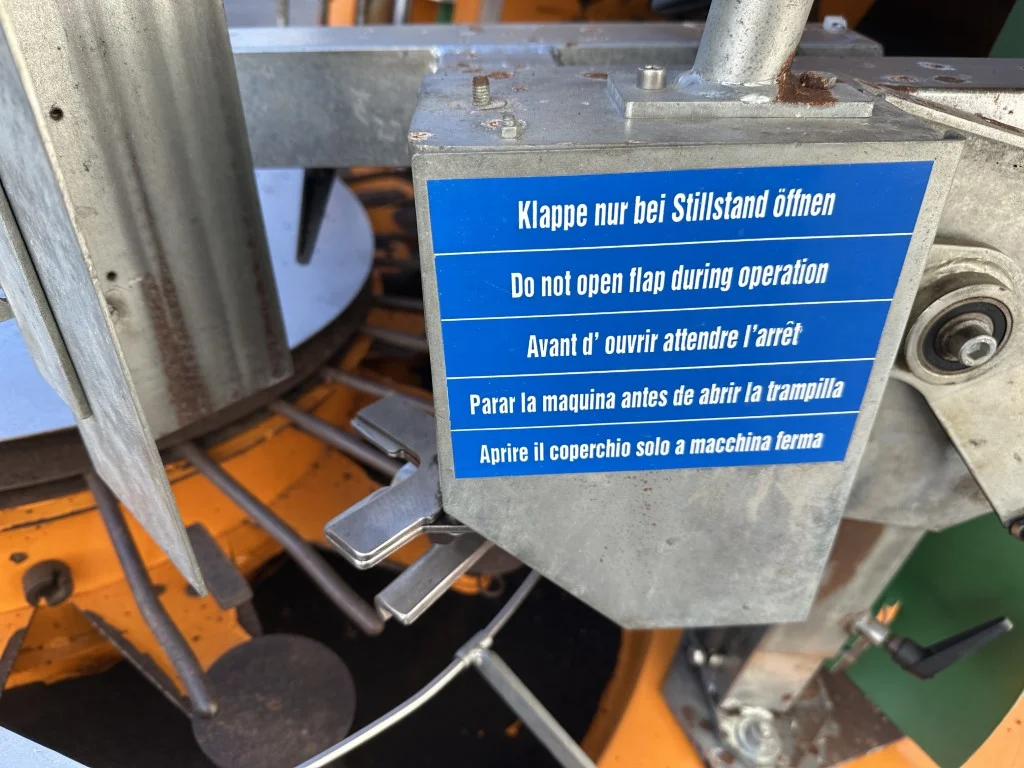 Klappe nur bei Stillstand öffnen
Do not open flap during operation
Avant d' ouvrir attendre l'arrêt
Parar la maquina antes de abrir la trampilla
Aprire il coperchio solo a macchina ferma